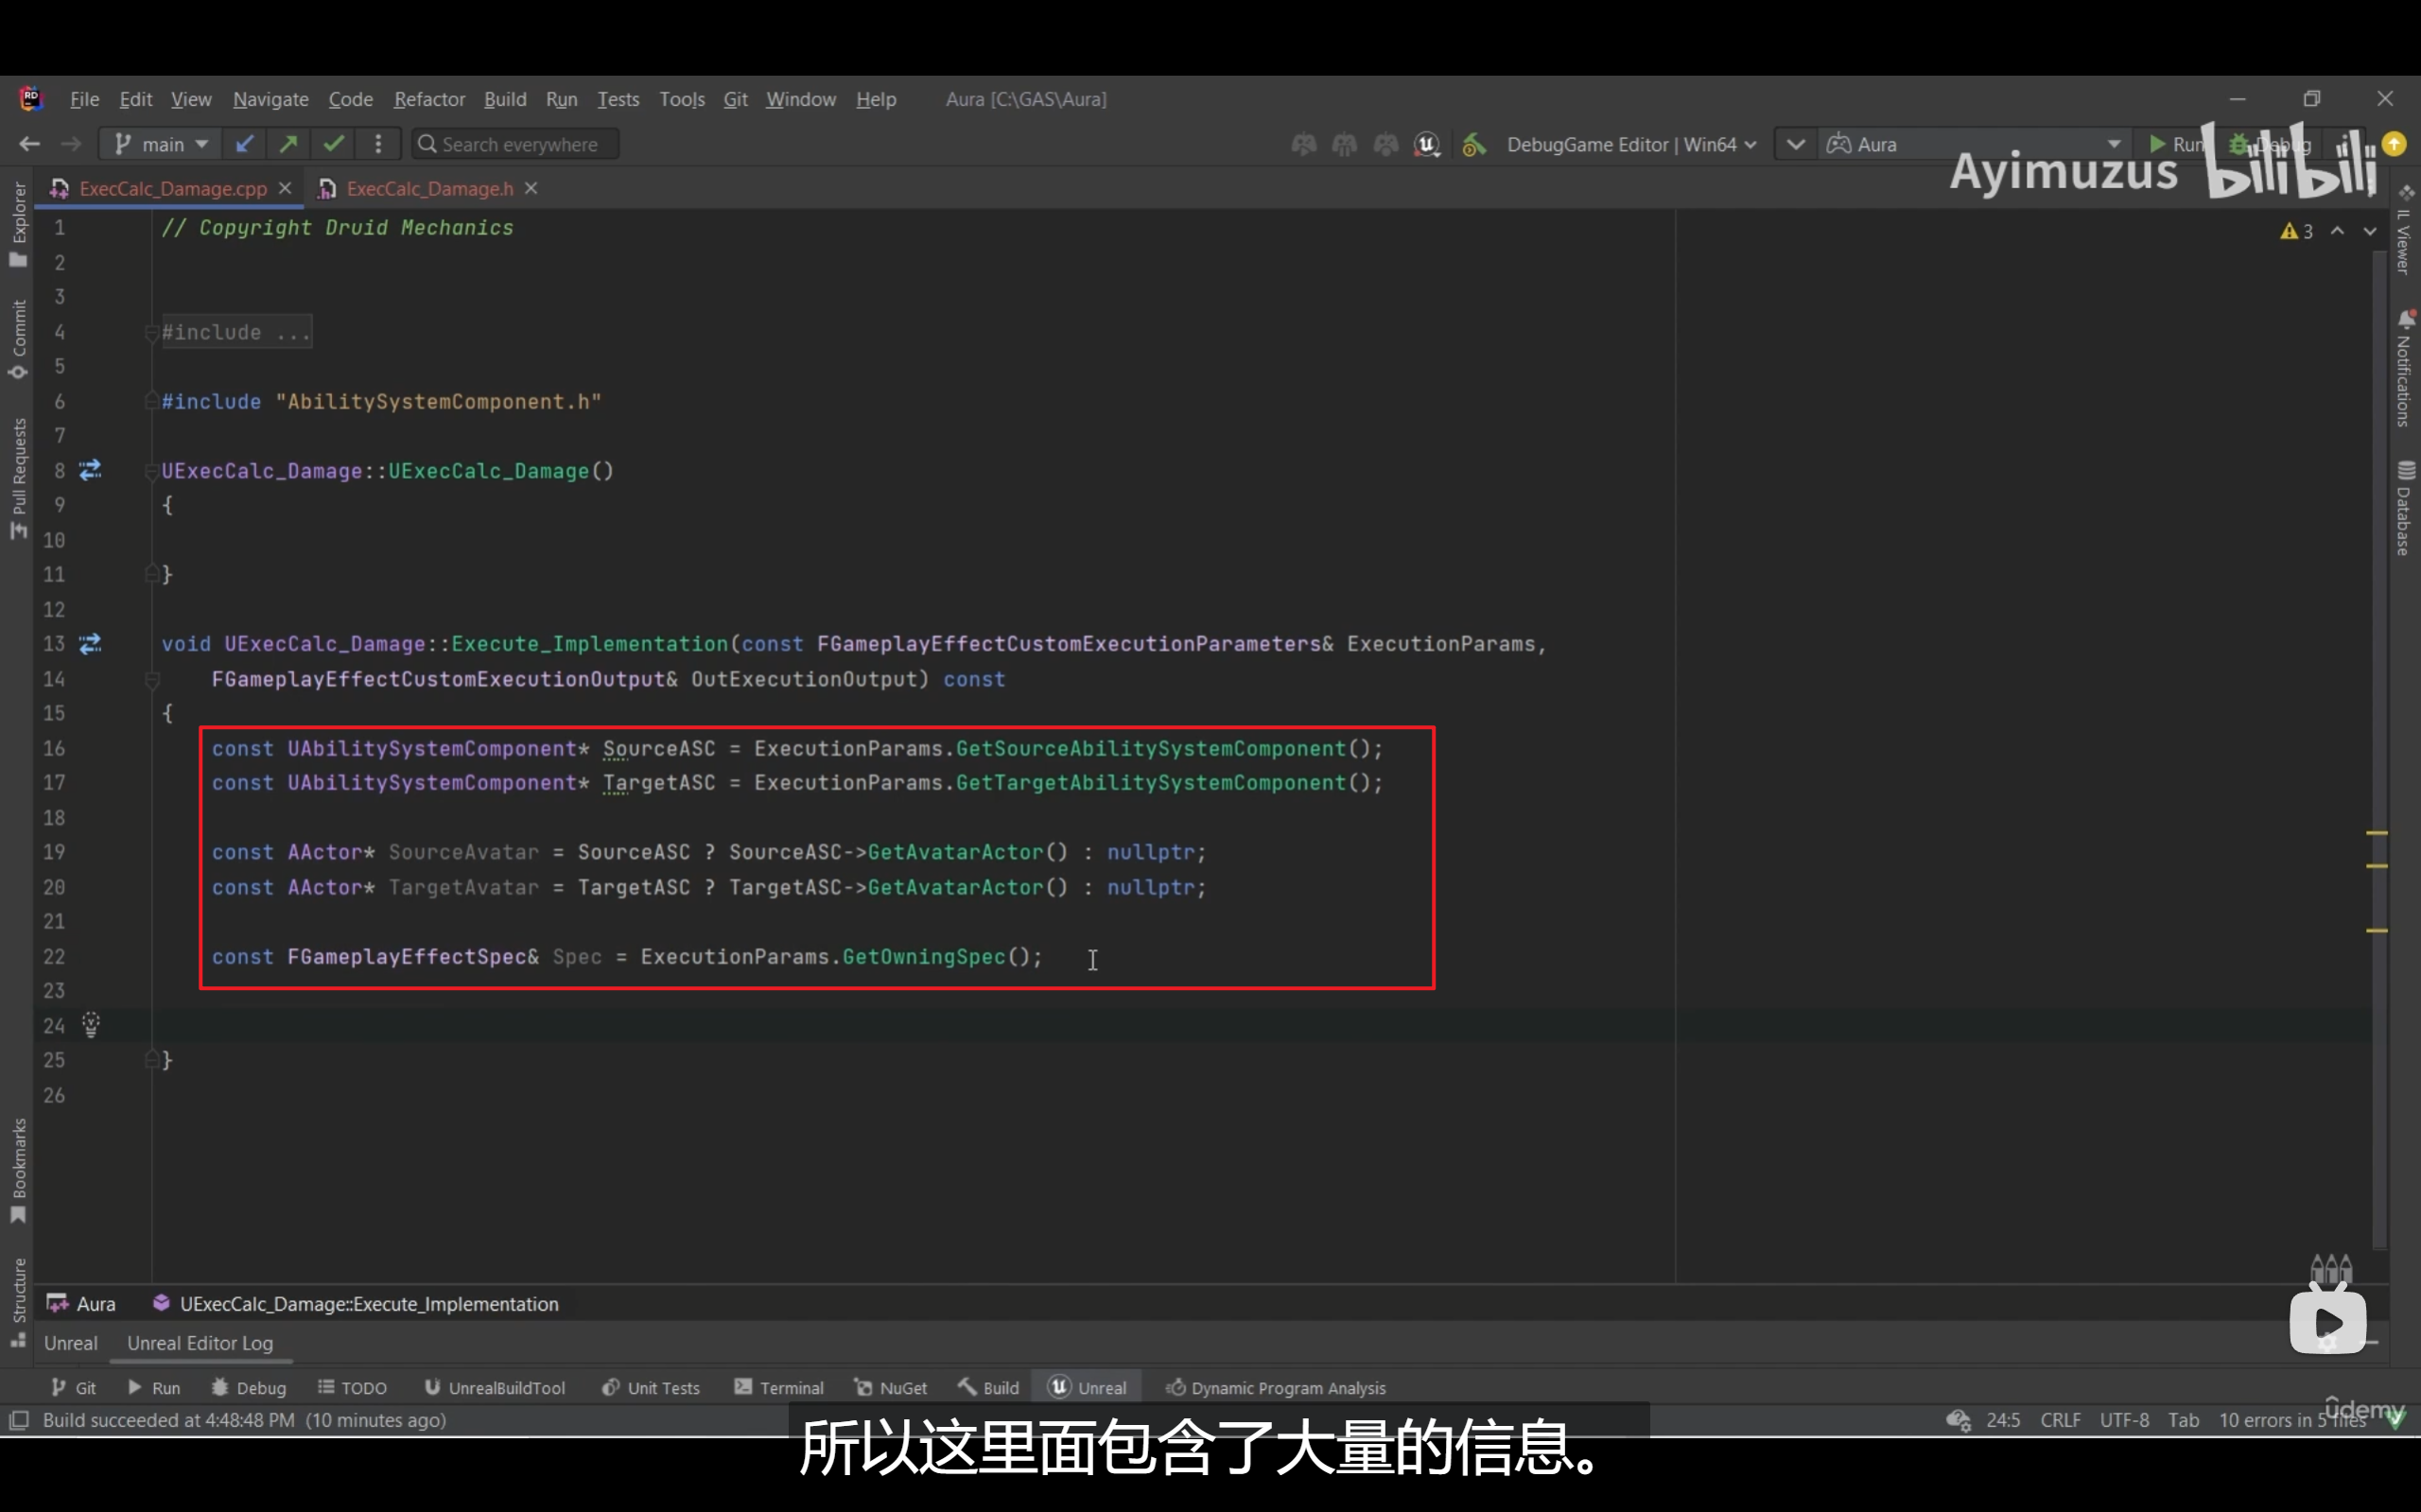 File Edit View Navigate Code Refactor Build Run Tests Tools Git Window Help Aura [C:\GAS\Aura]
main Search everywhere DebugGame Editor | Win64 Aura Run Debug
Ayimuzus bilibili
ExecCalc_Damage.cpp ExecCalc_Damage.h
3
1 // Copyright Druid Mechanics
2
3
4 #include ...
5
6 #include "AbilitySystemComponent.h"
7
8 UExecCalc_Damage::UExecCalc_Damage()
9 {
10
11 }
12
13 void UExecCalc_Damage::Execute_Implementation(const FGameplayEffectCustomExecutionParameters& ExecutionParams,
14 FGameplayEffectCustomExecutionOutput& OutExecutionOutput) const
15 {
16 const UAbilitySystemComponent* SourceASC = ExecutionParams.GetSourceAbilitySystemComponent();
17 const UAbilitySystemComponent* TargetASC = ExecutionParams.GetTargetAbilitySystemComponent();
18
19 const AActor* SourceAvatar = SourceASC ? SourceASC->GetAvatarActor() : nullptr;
20 const AActor* TargetAvatar = TargetASC ? TargetASC->GetAvatarActor() : nullptr;
21
22 const FGameplayEffectSpec& Spec = ExecutionParams.GetOwningSpec();
23
24
25 }
26
Explorer
Commit
Pull Requests
Bookmarks
Structure
IL Viewer
Notifications
Database
Aura UExecCalc_Damage::Execute_Implementation
Unreal Unreal Editor Log
Git Run Debug TODO UnrealBuildTool Unit Tests Terminal NuGet Build Unreal Dynamic Program Analysis
Build succeeded at 4:48:48 PM (10 minutes ago) 24:5 CRLF UTF-8 Tab 10 errors in 5 files
ûdemy
所以这里面包含了大量的信息。